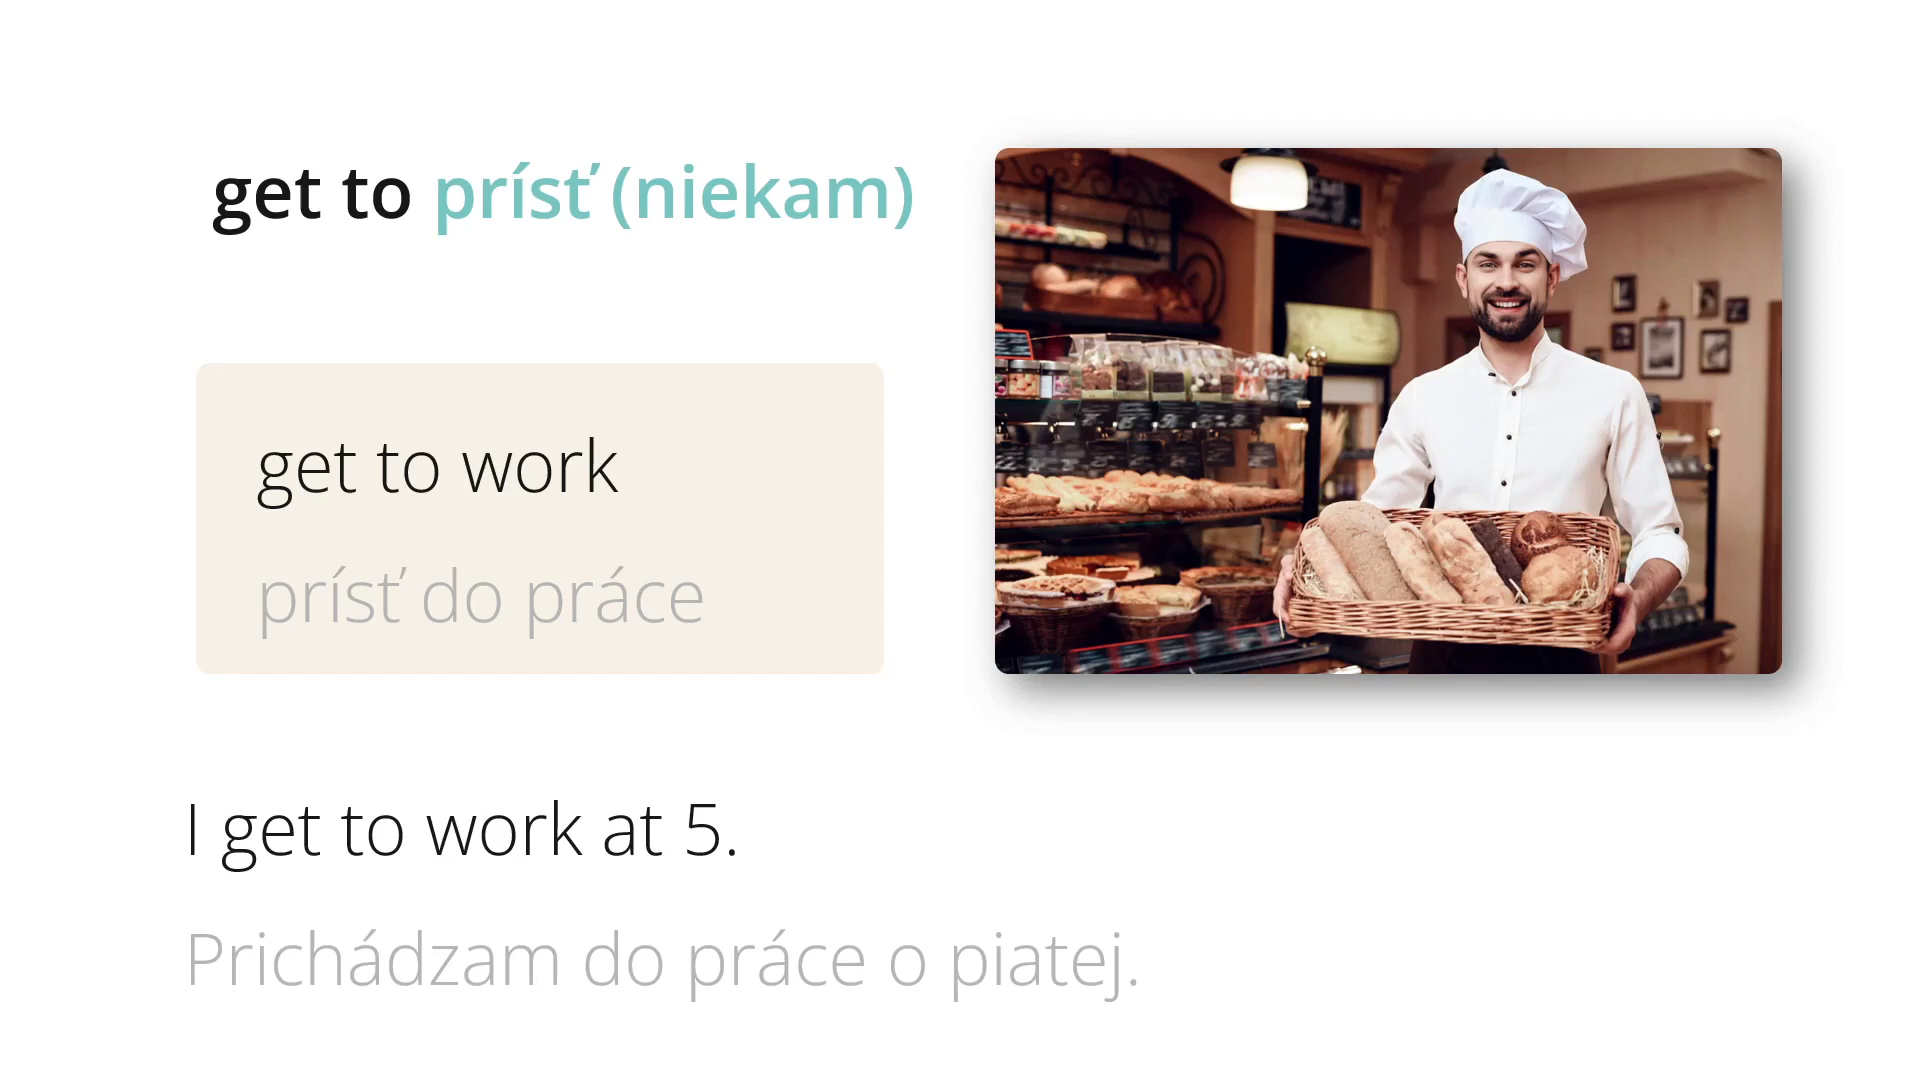 get to prísť (niekam)
get to work
prísť do práce
I get to work at 5.
Prichádzam do práce o piatej.